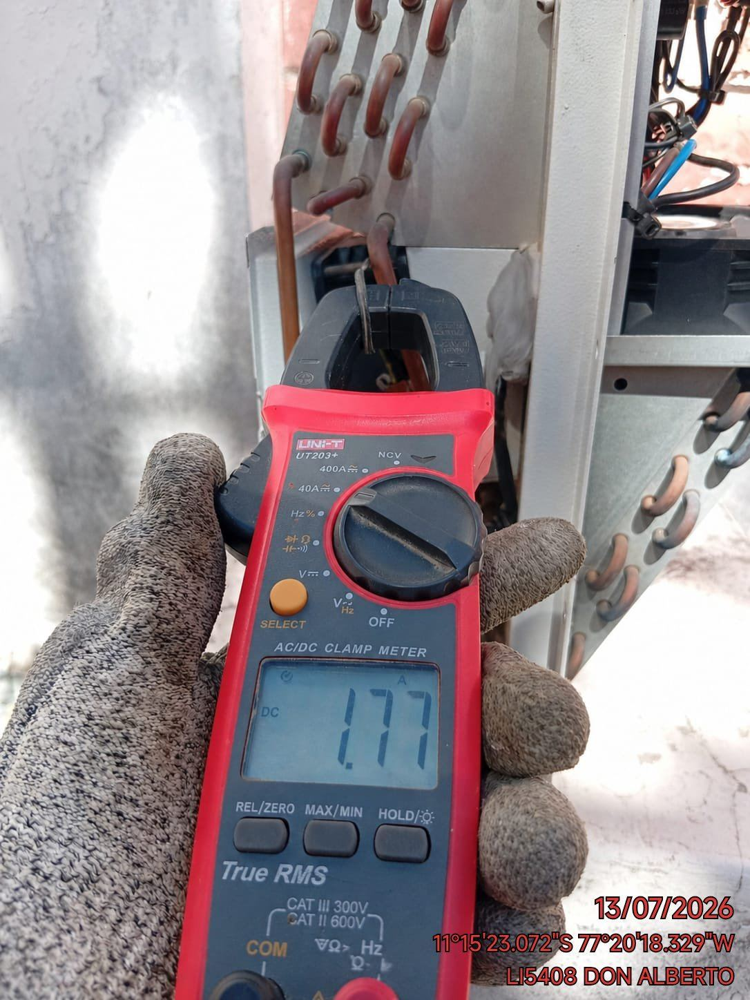 UNI-T
UT203+
NCV
400A
40A
Hz%
V
V
Hz
OFF
SELECT
AC/DC CLAMP METER
A
DC
1.77
REL/ZERO MAX/MIN HOLD/
True RMS
CAT III 300V
CAT II 600V
COM
VΩ Hz
13/07/2026
11°15'23.072"S 77°20'18.329"W
LI5408 DON ALBERTO